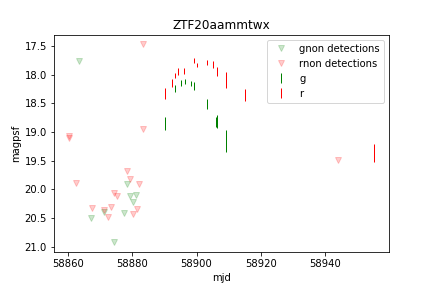 ZTF20aammtwx
gnon detections
rnon detections
g
r
magpsf
17.5
18.0
18.5
19.0
19.5
20.0
20.5
21.0
58860
58880
58900
58920
58940
mjd